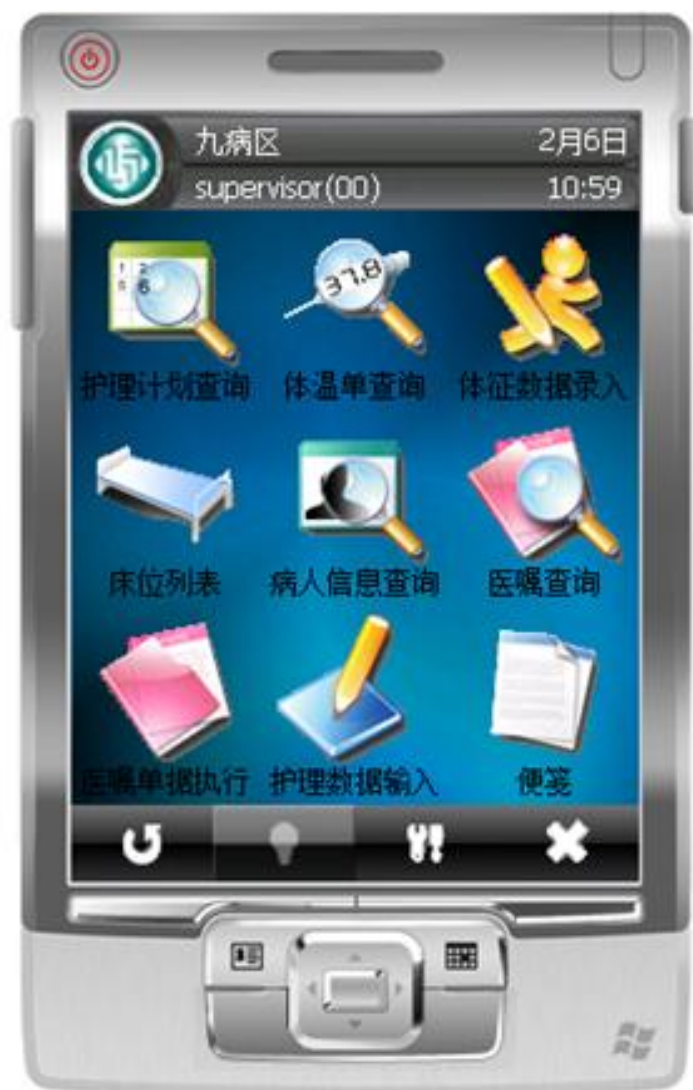 九病区 2月6日
supervisor(00) 10:59
37.8
护理计划查询 体温单查询 体征数据录入
床位列表 病人信息查询 医嘱查询
医嘱单据执行 护理数据输入 便笺